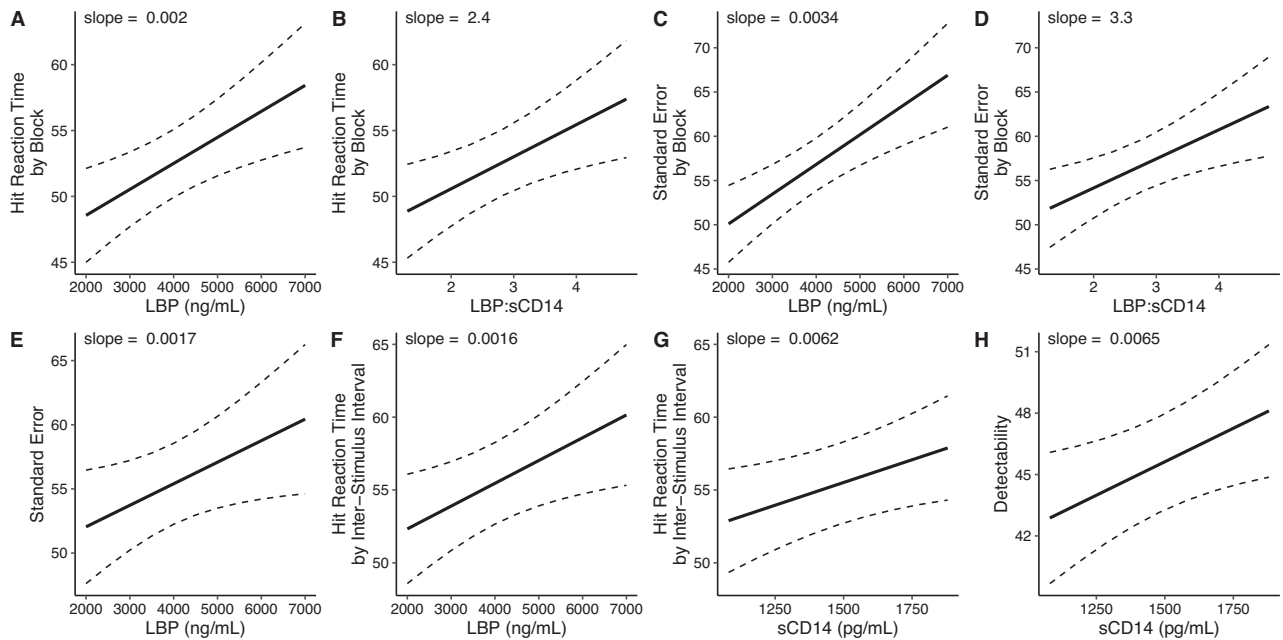 A
slope = 0.002
Hit Reaction Time
by Block
60
55
50
45
2000 3000 4000 5000 6000 7000
LBP (ng/mL)
B
slope = 2.4
Hit Reaction Time
by Block
60
55
50
45
2 3 4
LBP:sCD14
C
slope = 0.0034
Standard Error
by Block
70
65
60
55
50
45
2000 3000 4000 5000 6000 7000
LBP (ng/mL)
D
slope = 3.3
Standard Error
by Block
70
65
60
55
50
45
2 3 4
LBP:sCD14
E
slope = 0.0017
Standard Error
65
60
55
50
2000 3000 4000 5000 6000 7000
LBP (ng/mL)
F
slope = 0.0016
Hit Reaction Time
by Inter−Stimulus Interval
65
60
55
50
2000 3000 4000 5000 6000 7000
LBP (ng/mL)
G
slope = 0.0062
Hit Reaction Time
by Inter−Stimulus Interval
65
60
55
50
1250 1500 1750
sCD14 (pg/mL)
H
slope = 0.0065
Detectability
51
48
45
42
1250 1500 1750
sCD14 (pg/mL)